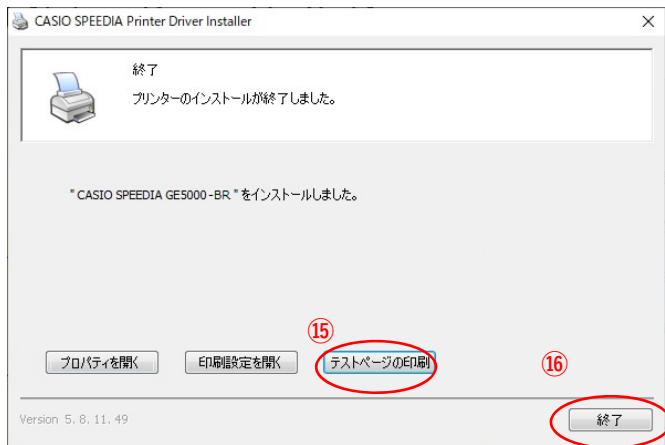 CASIO SPEEDIA Printer Driver Installer
終了
プリンターのインストールが終了しました。
"CASIO SPEEDIA GE5000-BR"をインストールしました。
⑮
プロパティを開く 印刷設定を開く テストページの印刷
⑯
Version 5. 8. 11. 49 終了